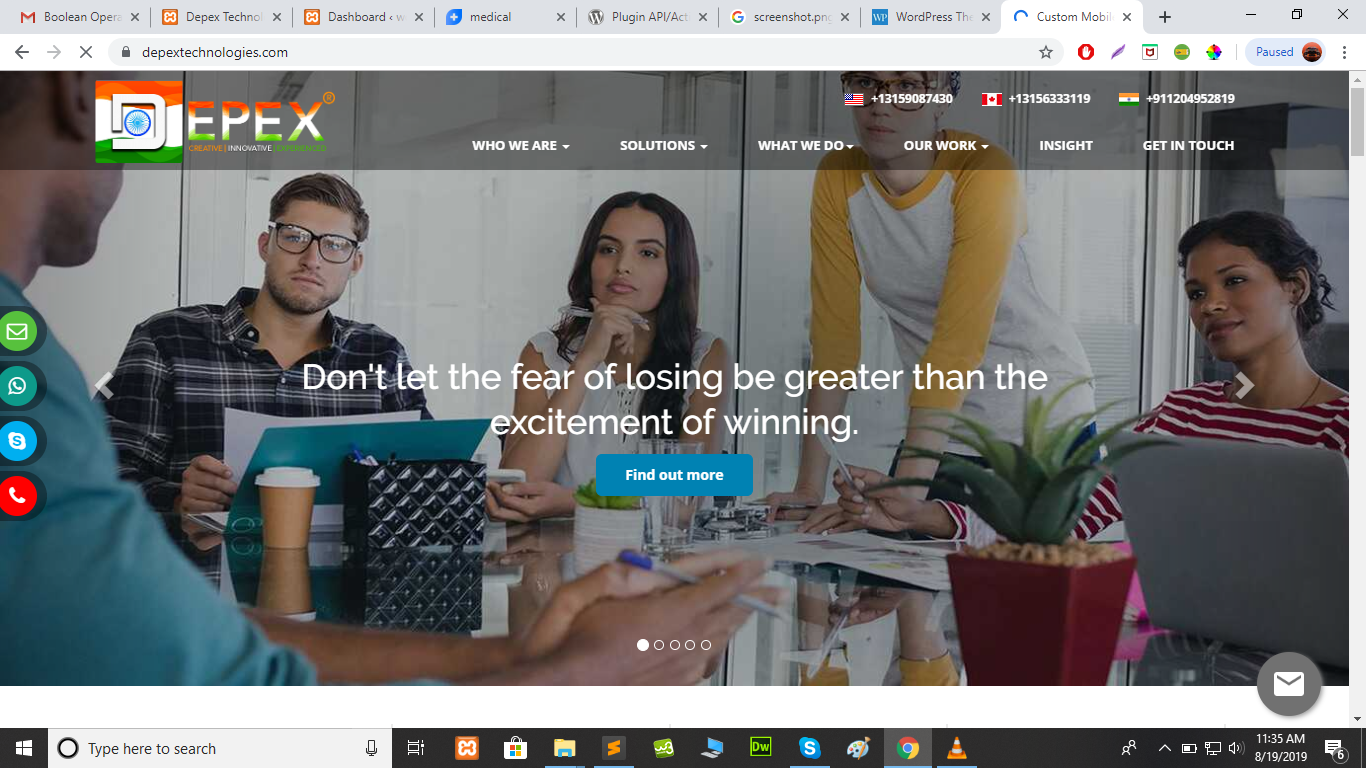 Boolean Opera
Depex Technol
Dashboard ‹ w
medical
Plugin API/Act
screenshot.png
WordPress The
Custom Mobil
depextechnologies.com
Paused
DEPEX®
CREATIVE | INNOVATIVE | EXPERIENCED
+13159087430
+13156333119
+911204952819
WHO WE ARE
SOLUTIONS
WHAT WE DO
OUR WORK
INSIGHT
GET IN TOUCH
Don't let the fear of losing be greater than the
excitement of winning.
Find out more
Type here to search
Dw
11:35 AM
8/19/2019
6